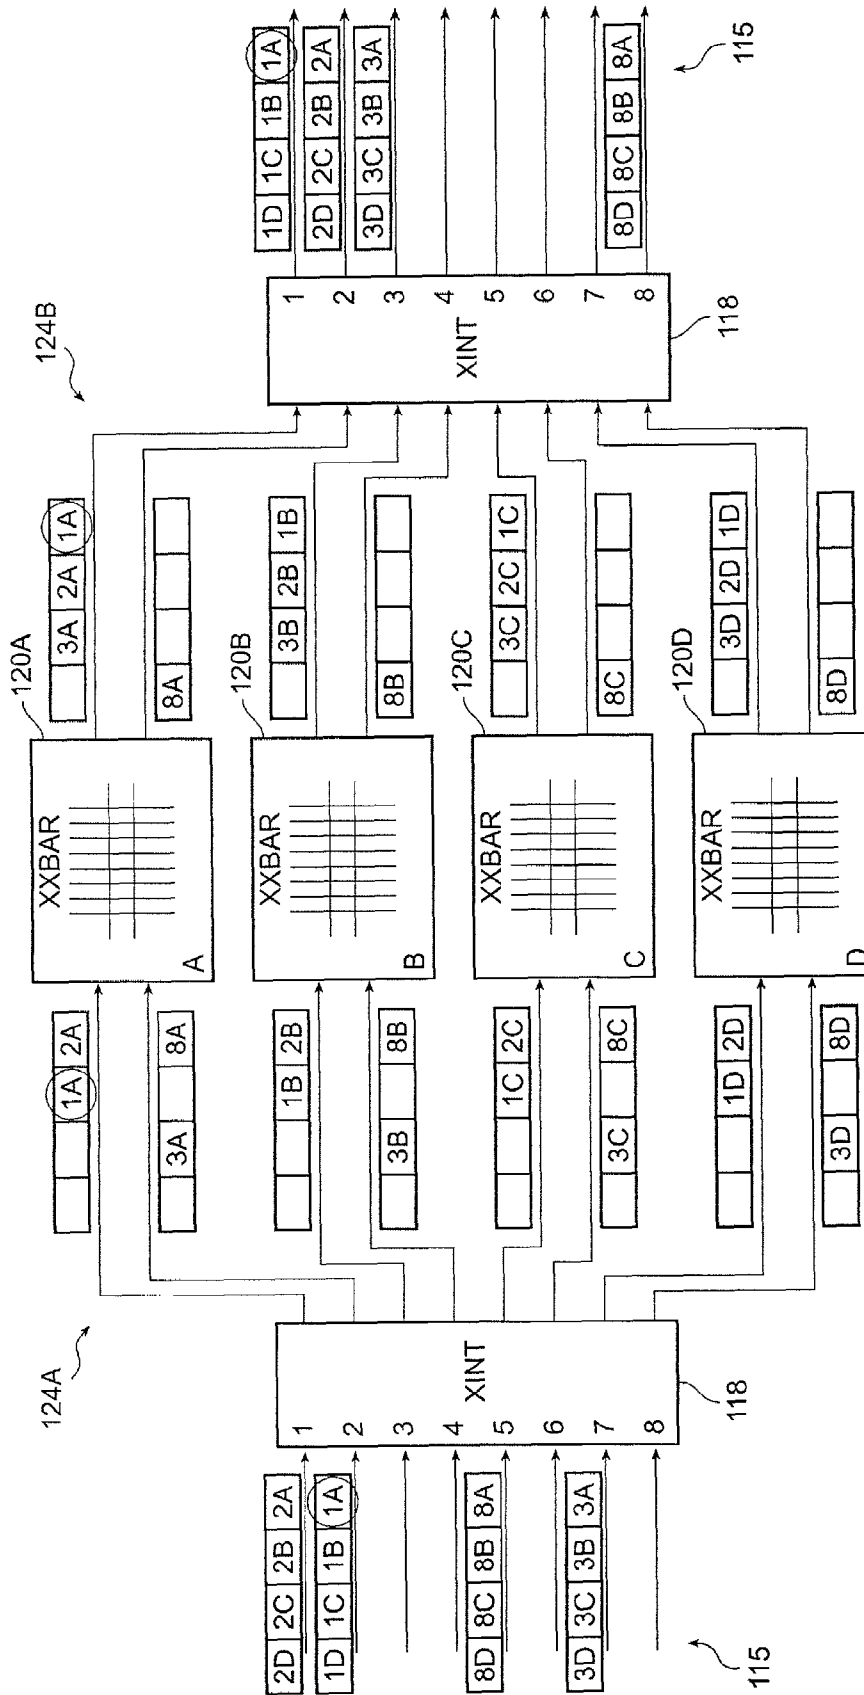 115
2D 2C 2B 2A
1D 1C 1B 1A
8D 8C 8B 8A
3D 3C 3B 3A
1
2
3
4
5
6
7
8
XINT
118
124A
1A 2A
3A 8A
1B 2B
3B 8B
1C 2C
3C 8C
1D 2D
3D 8D
XXBAR
A
120A
XXBAR
B
120B
XXBAR
C
120C
XXBAR
D
120D
3A 2A 1A
8A
3B 2B 1B
8B
3C 2C 1C
8C
3D 2D 1D
8D
124B
XINT
1
2
3
4
5
6
7
8
118
1D 1C 1B 1A
2D 2C 2B 2A
3D 3C 3B 3A
8D 8C 8B 8A
115